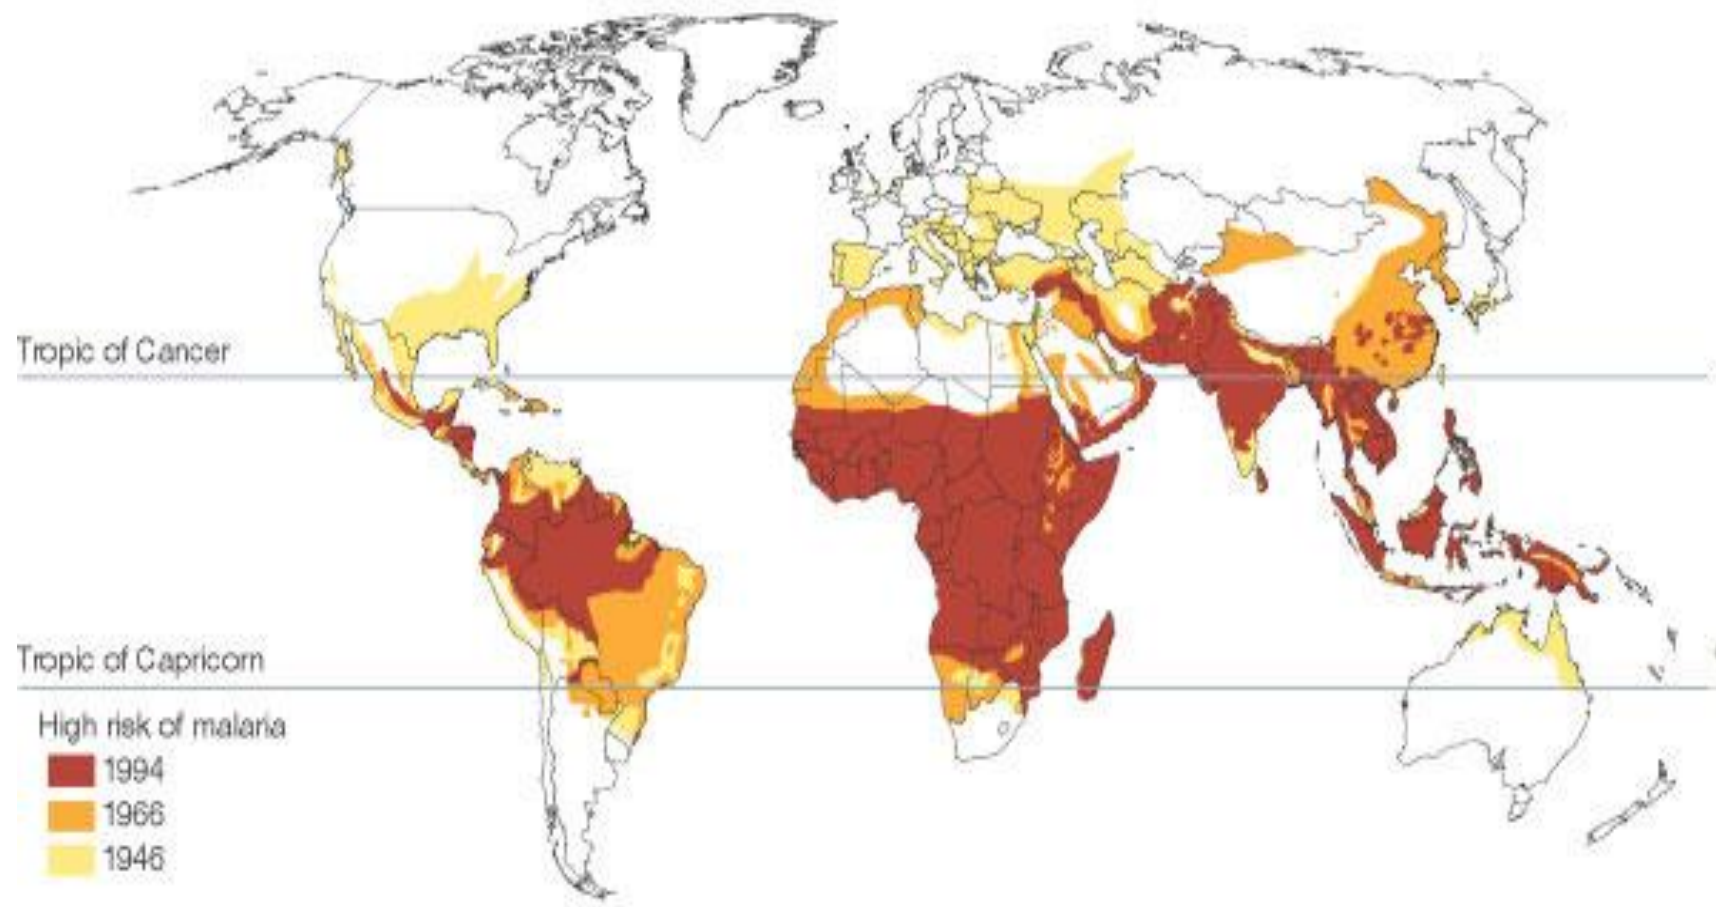 Tropic of Cancer
Tropic of Capricorn
High risk of malaria
1994
1966
1946